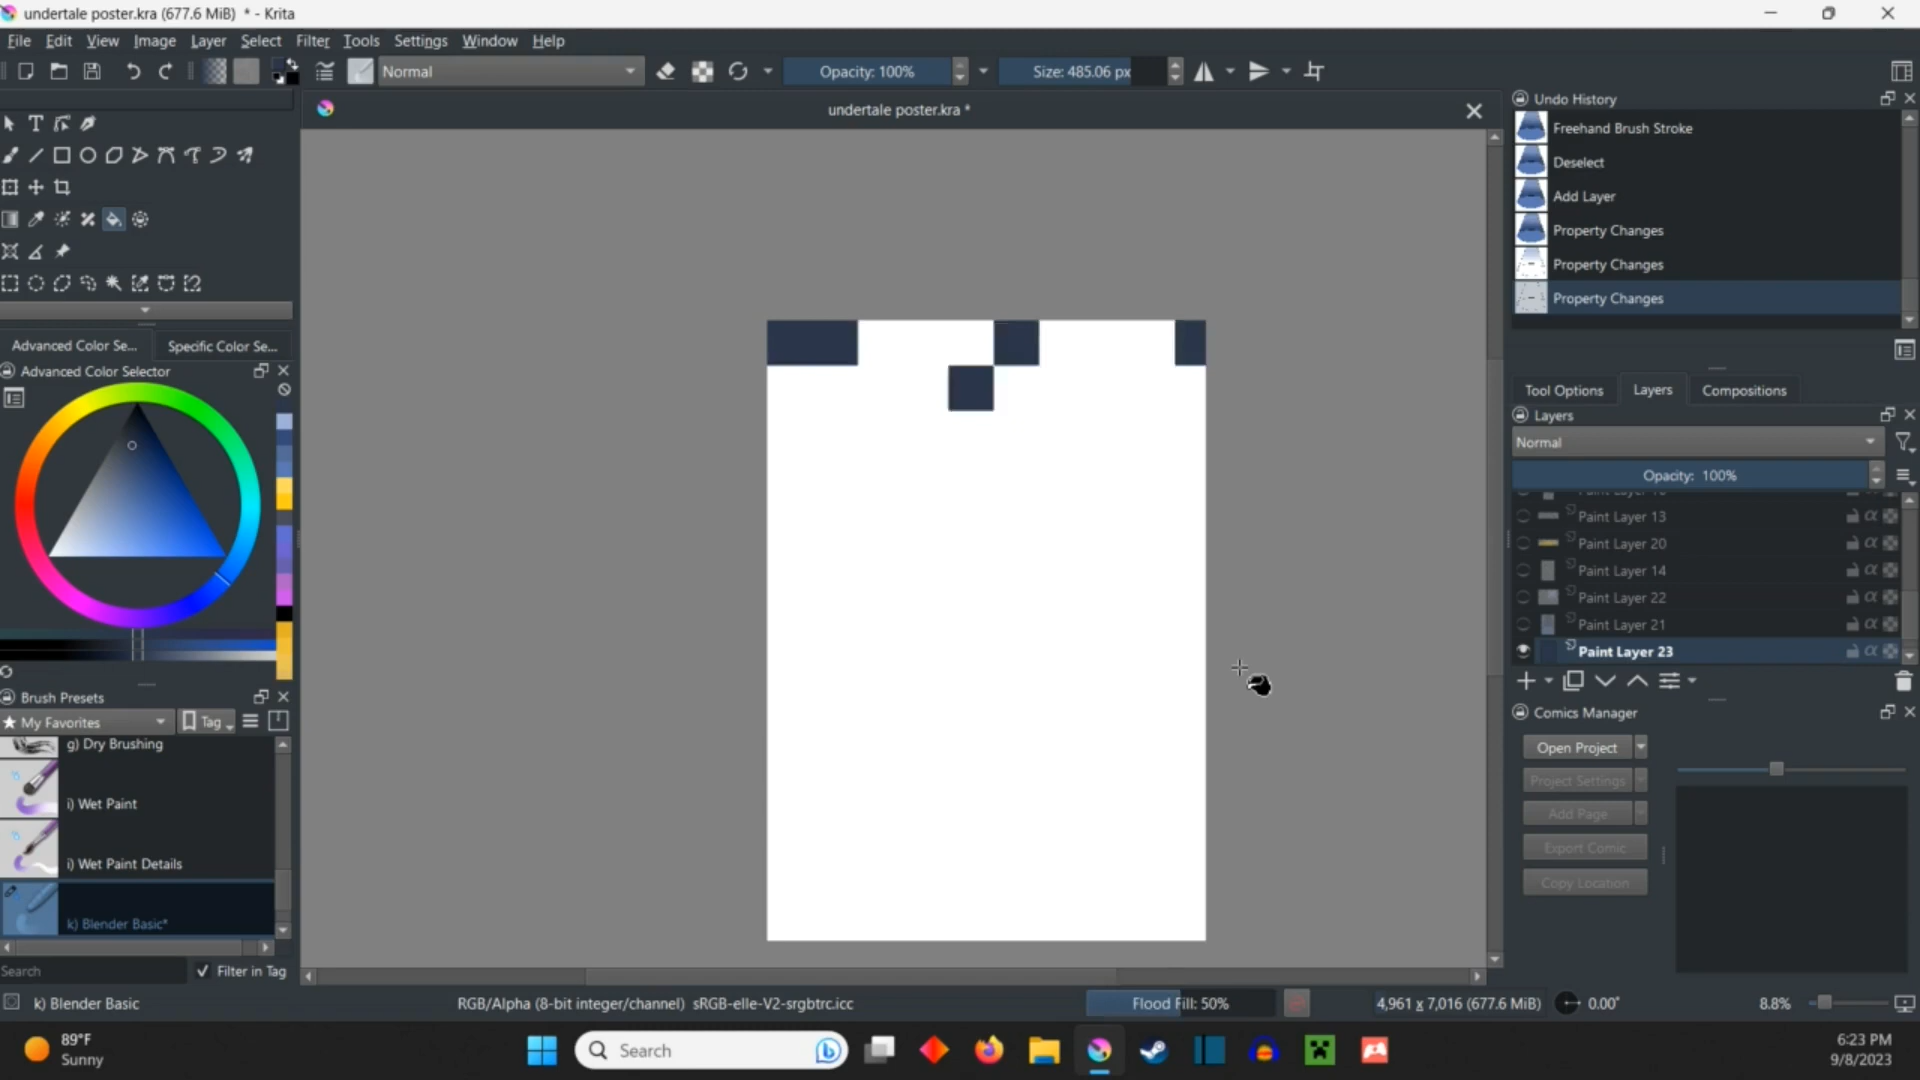 undertale poster.kra (677.6 MiB) * - Krita
File Edit View Image Layer Select Filter Tools Settings Window Help
Normal
Opacity: 100%
Size: 485.06 px
undertale poster.kra *
Undo History
Freehand Brush Stroke
Deselect
Add Layer
Property Changes
Property Changes
Property Changes
Advanced Color Se...
Specific Color Se...
Advanced Color Selector
Tool Options
Layers
Compositions
Layers
Normal
Opacity: 100%
Paint Layer 13
Paint Layer 20
Paint Layer 14
Paint Layer 22
Paint Layer 21
Paint Layer 23
Comics Manager
Open Project
Project Settings
Add Page
Export Comic
Copy Location
Brush Presets
My Favorites
Tag
g) Dry Brushing
i) Wet Paint
i) Wet Paint Details
k) Blender Basic*
Search
Filter in Tag
k) Blender Basic
RGB/Alpha (8-bit integer/channel) sRGB-elle-V2-srgbtrc.icc
Flood Fill: 50%
4,961 x 7,016 (677.6 MiB)
0.00°
8.8%
89°F
Sunny
Search
6:23 PM
9/8/2023